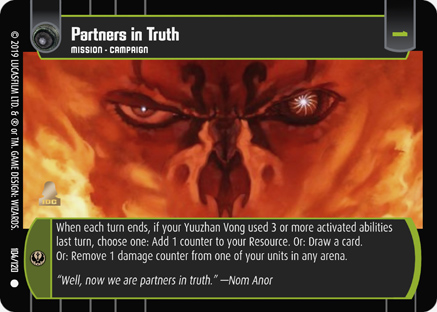 Partners in Truth
MISSION - CAMPAIGN
When each turn ends, if your Yuuzhan Vong used 3 or more activated abilities
last turn, choose one: Add 1 counter to your Resource. Or: Draw a card.
Or: Remove 1 damage counter from one of your units in any arena.
“Well, now we are partners in truth.” —Nom Anor
© 2019 LUCASFILM LTD. & ® or TM. GAME DESIGN: WIZARDS.
104/120